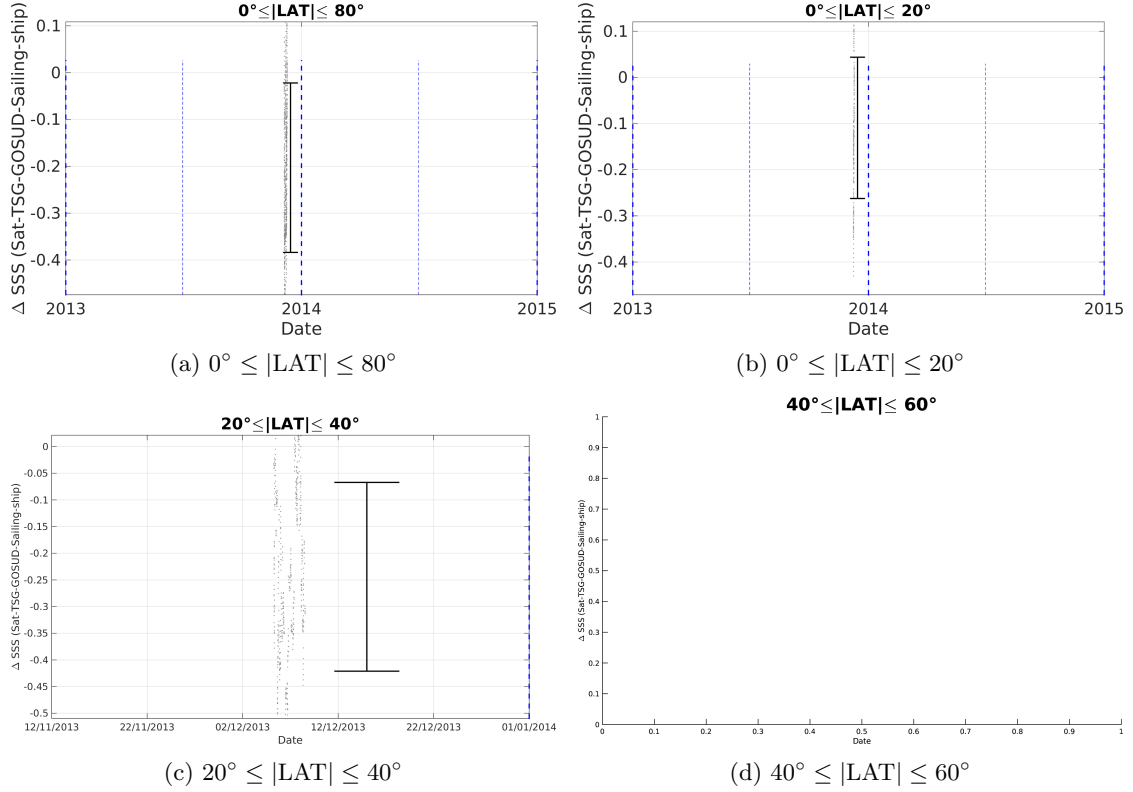 0°≤|LAT|≤ 80°
Δ SSS (Sat-TSG-GOSUD-Sailing-ship)
0.1
0
-0.1
-0.2
-0.3
-0.4
2013 2014 2015
Date
(a) 0° ≤ |LAT| ≤ 80°
0°≤|LAT|≤ 20°
Δ SSS (Sat-TSG-GOSUD-Sailing-ship)
0.1
0
-0.1
-0.2
-0.3
-0.4
2013 2014 2015
Date
(b) 0° ≤ |LAT| ≤ 20°
20°≤|LAT|≤ 40°
Δ SSS (Sat-TSG-GOSUD-Sailing-ship)
0
-0.05
-0.1
-0.15
-0.2
-0.25
-0.3
-0.35
-0.4
-0.45
-0.5
12/11/2013 22/11/2013 02/12/2013 12/12/2013 22/12/2013 01/01/2014
Date
(c) 20° ≤ |LAT| ≤ 40°
40°≤|LAT|≤ 60°
Δ SSS (Sat-TSG-GOSUD-Sailing-ship)
1
0.9
0.8
0.7
0.6
0.5
0.4
0.3
0.2
0.1
0
0 0.1 0.2 0.3 0.4 0.5 0.6 0.7 0.8 0.9 1
Date
(d) 40° ≤ |LAT| ≤ 60°